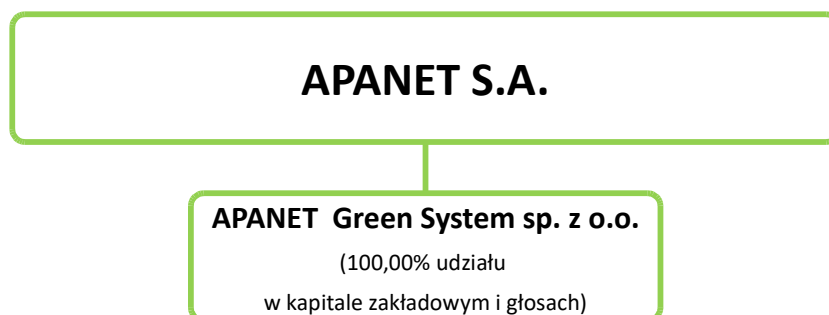 APANET S.A.
APANET Green System sp. z o.o.
(100,00% udziału
w kapitale zakładowym i głosach)